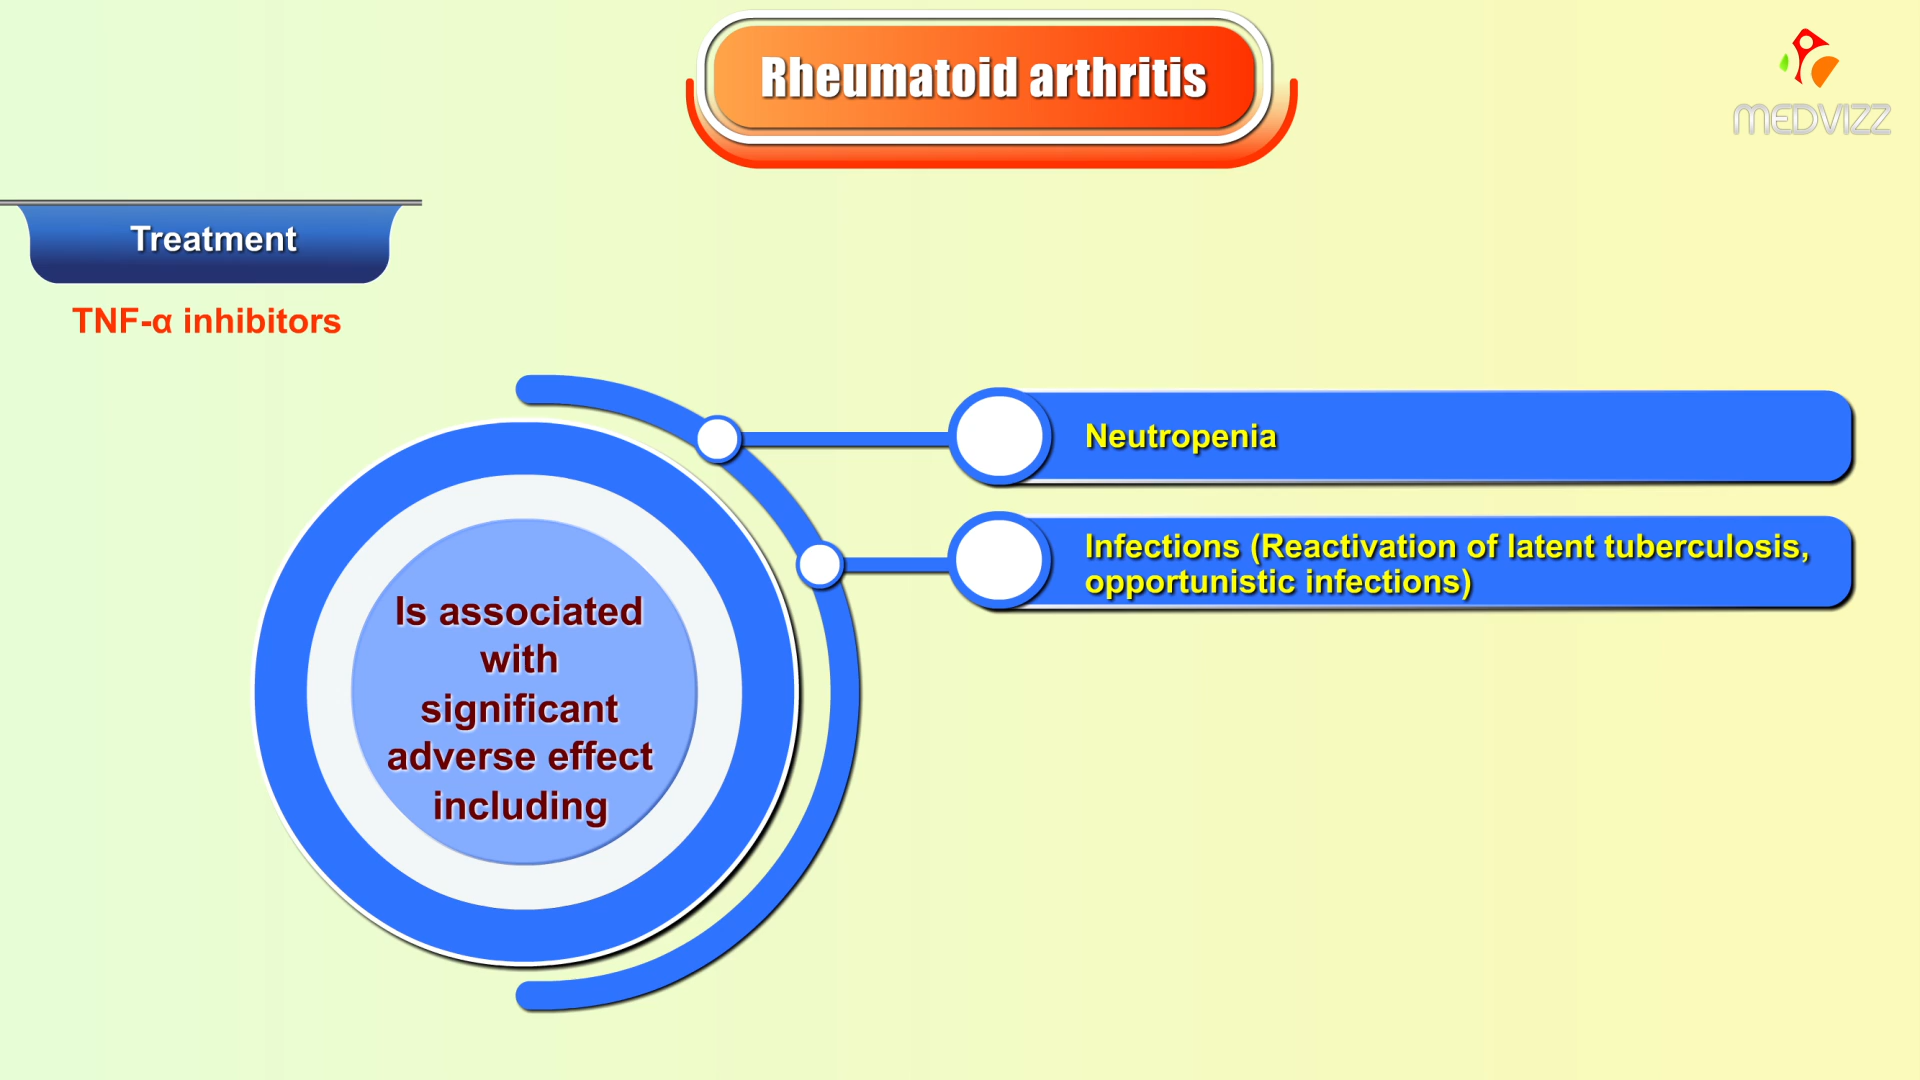 Rheumatoid arthritis
MEDVIZZ
Treatment
TNF-α inhibitors
Is associated
with
significant
adverse effect
including
Neutropenia
Infections (Reactivation of latent tuberculosis,
opportunistic infections)